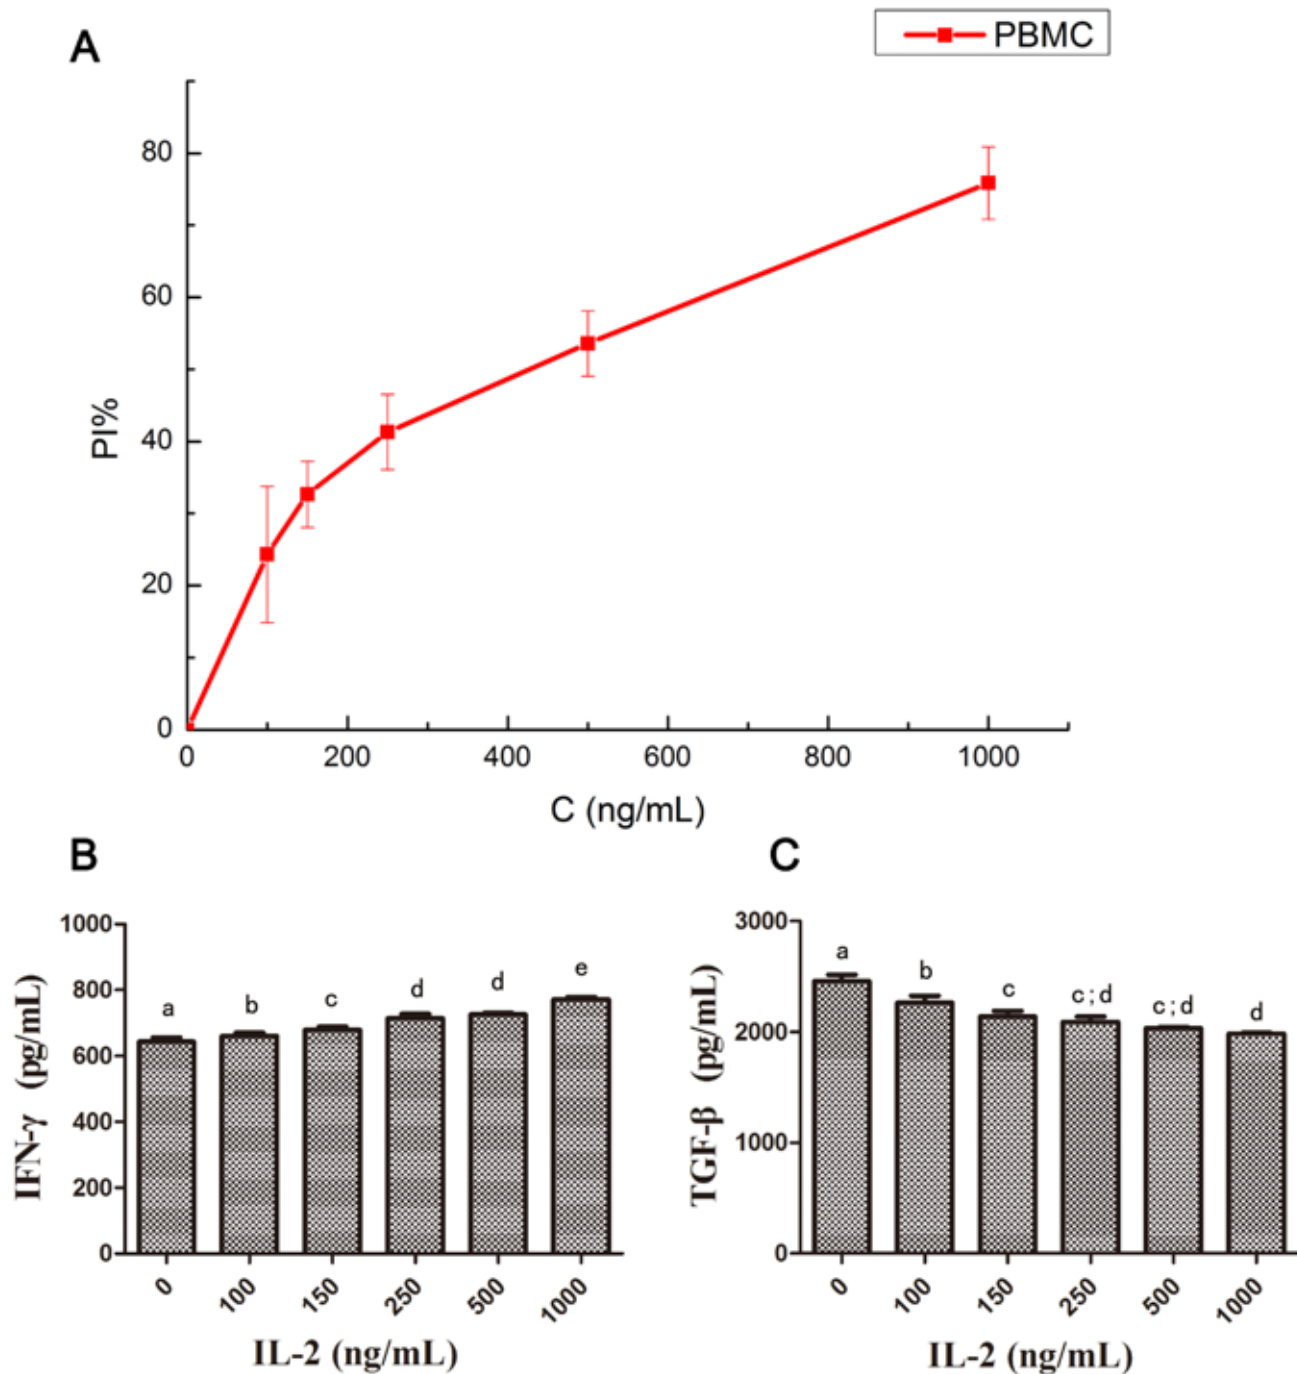 A
PBMC
80
60
40
20
0
PI%
0 200 400 600 800 1000
C (ng/mL)
B
1000
800
600
400
200
0
IFN-γ (pg/mL)
a b c d d e
0 100 150 250 500 1000
IL-2 (ng/mL)
C
3000
2000
1000
0
TGF-β (pg/mL)
a b c c;d c;d d
0 100 150 250 500 1000
IL-2 (ng/mL)